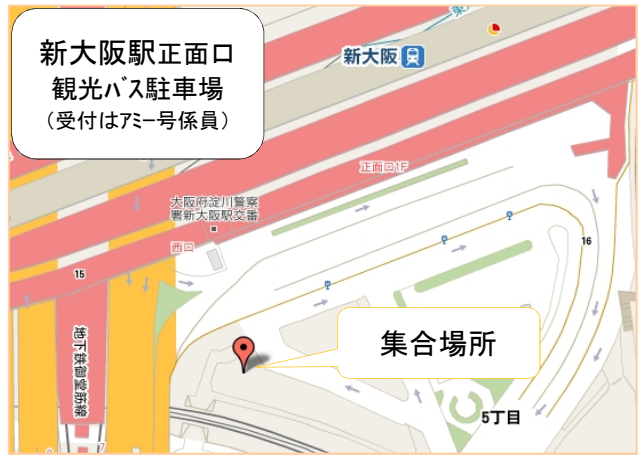 新大阪駅正面口
観光バス駐車場
（受付はアミー号係員）
新大阪
正面口1F
大阪府淀川警察
署新大阪駅交番
西口
16
15
地下鉄御堂筋線
集合場所
5丁目